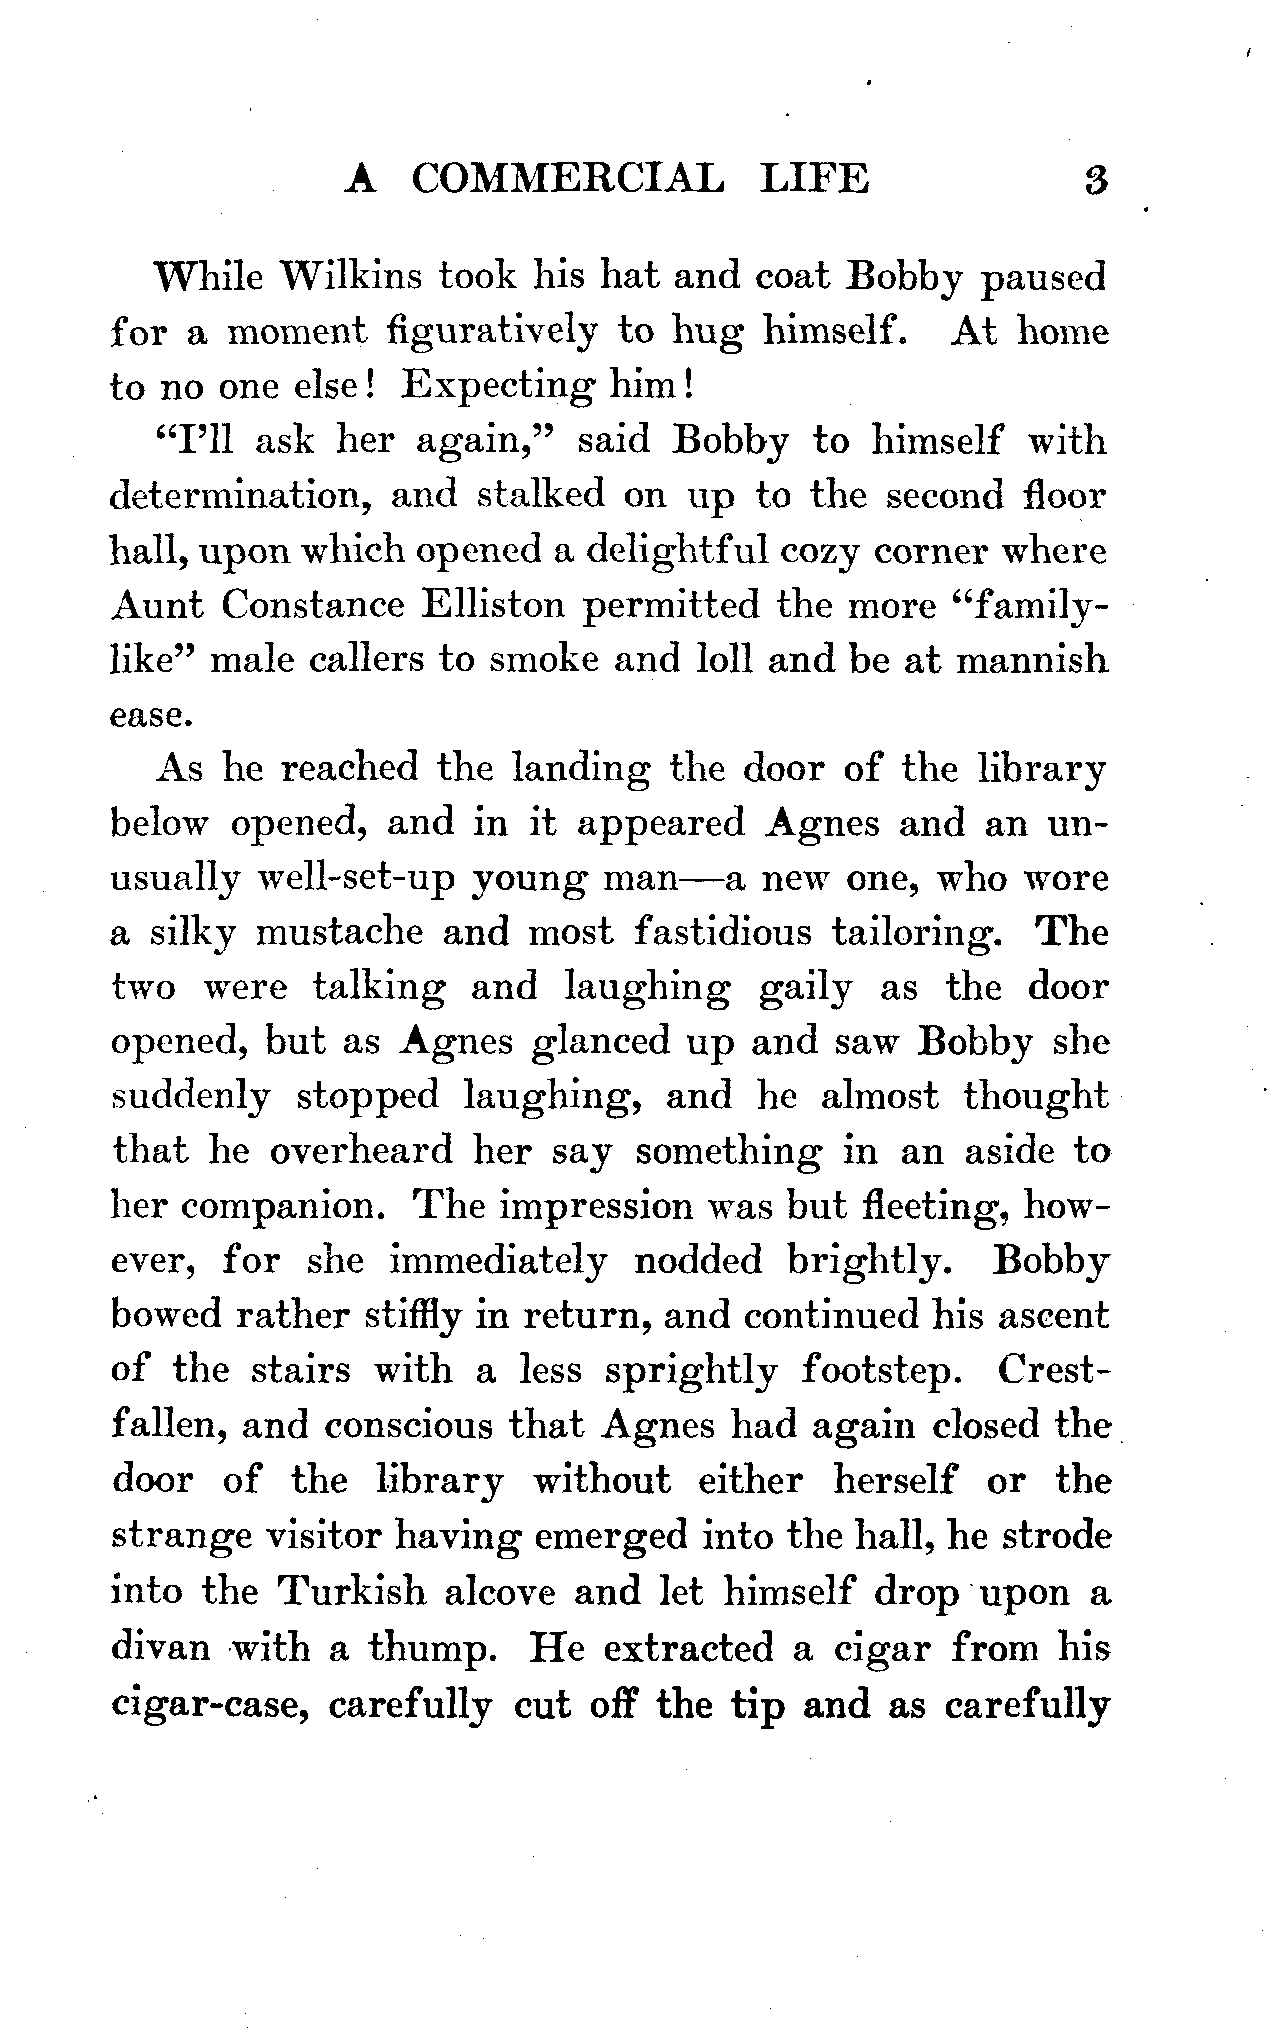 A COMMERCIAL LIFE 3
While Wilkins took his hat and coat Bobby paused
for a moment figuratively to hug himself. At home
to no one else! Expecting him!
“I’ll ask her again,” said Bobby to himself with
determination, and stalked on up to the second floor
hall, upon which opened a delightful cozy corner where
Aunt Constance Elliston permitted the more “family-
like” male callers to smoke and loll and be at mannish
ease.
As he reached the landing the door of the library
below opened, and in it appeared Agnes and an un-
usually well-set-up young man—a new one, who wore
a silky mustache and most fastidious tailoring. The
two were talking and laughing gaily as the door
opened, but as Agnes glanced up and saw Bobby she
suddenly stopped laughing, and he almost thought
that he overheard her say something in an aside to
her companion. The impression was but fleeting, how-
ever, for she immediately nodded brightly. Bobby
bowed rather stiffly in return, and continued his ascent
of the stairs with a less sprightly footstep. Crest-
fallen, and conscious that Agnes had again closed the
door of the library without either herself or the
strange visitor having emerged into the hall, he strode
into the Turkish alcove and let himself drop upon a
divan with a thump. He extracted a cigar from his
cigar-case, carefully cut off the tip and as carefully